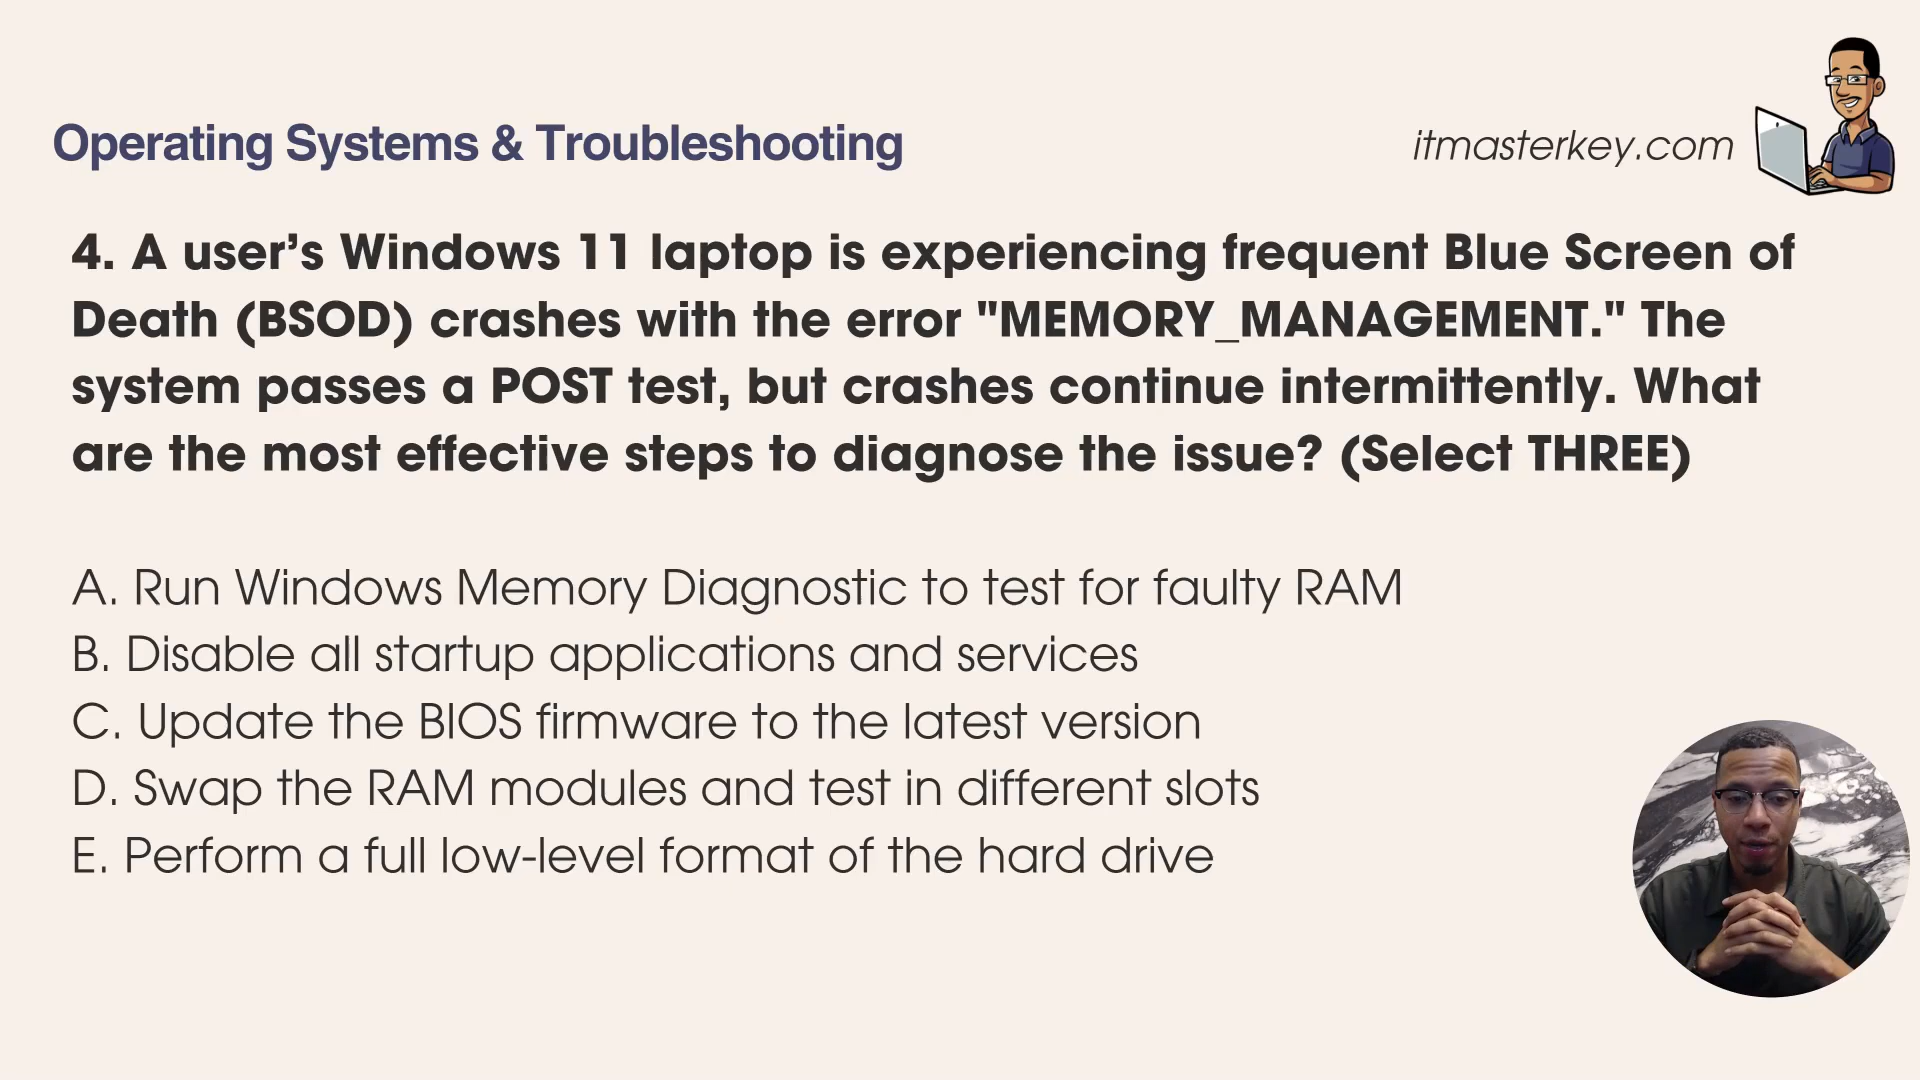 Operating Systems & Troubleshooting
itmasterkey.com
4. A user’s Windows 11 laptop is experiencing frequent Blue Screen of
Death (BSOD) crashes with the error "MEMORY_MANAGEMENT." The
system passes a POST test, but crashes continue intermittently. What
are the most effective steps to diagnose the issue? (Select THREE)
A. Run Windows Memory Diagnostic to test for faulty RAM
B. Disable all startup applications and services
C. Update the BIOS firmware to the latest version
D. Swap the RAM modules and test in different slots
E. Perform a full low-level format of the hard drive